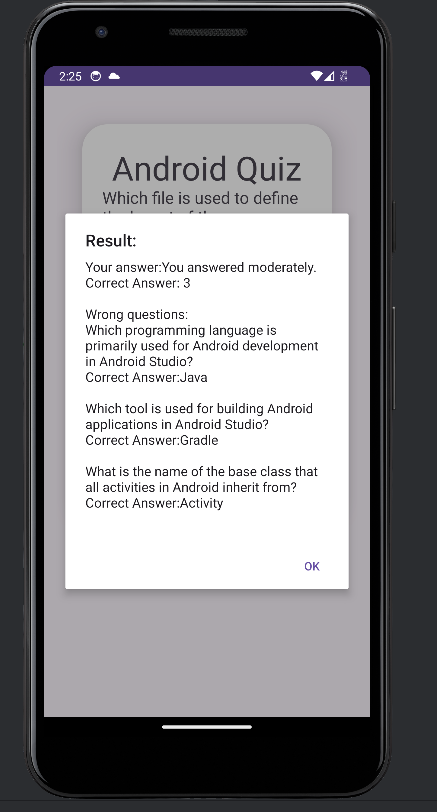 2:25
Android Quiz
Which file is used to define
Result:
Your answer:You answered moderately.
Correct Answer: 3
Wrong questions:
Which programming language is
primarily used for Android development
in Android Studio?
Correct Answer:Java
Which tool is used for building Android
applications in Android Studio?
Correct Answer:Gradle
What is the name of the base class that
all activities in Android inherit from?
Correct Answer:Activity
OK